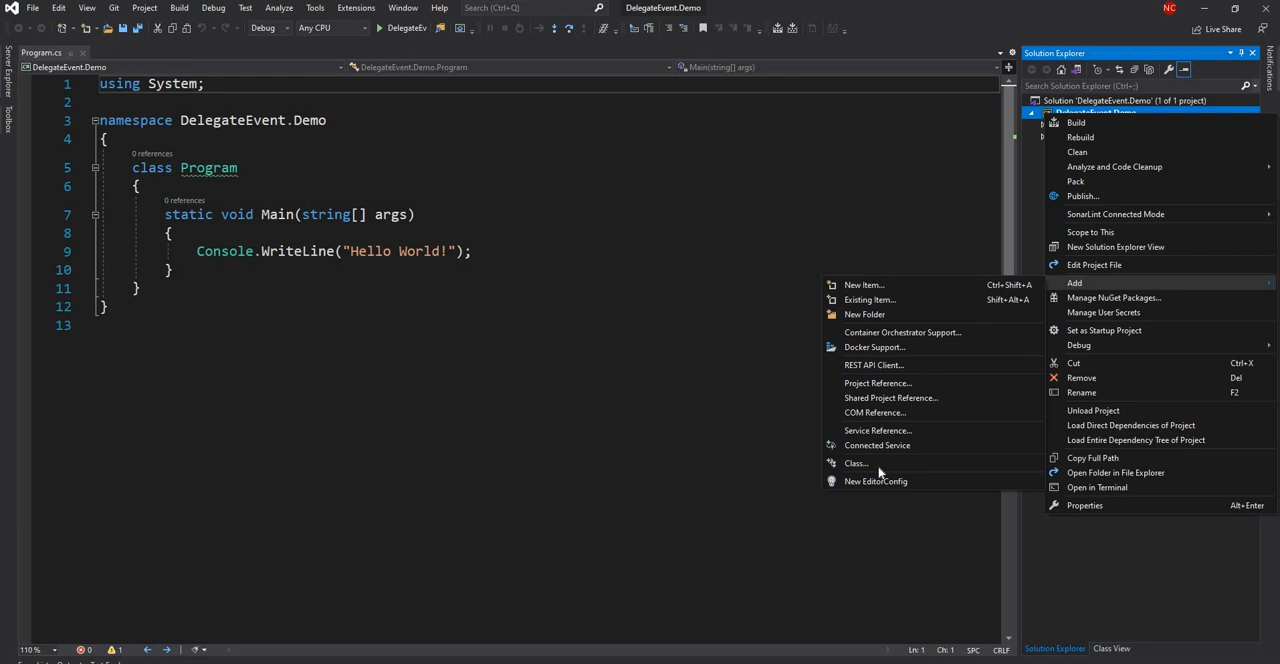 File Edit View Git Project Build Debug Test Analyze Tools Extensions Window Help Search (Ctrl+Q) DelegateEvent.Demo NC
Debug Any CPU DelegateEv Live Share
Server Explorer
Toolbox
Program.cs
DelegateEvent.Demo DelegateEvent.Demo.Program Main(string[] args)
1 using System;
2
3 namespace DelegateEvent.Demo
4 {
0 references
5 class Program
6 {
0 references
7 static void Main(string[] args)
8 {
9 Console.WriteLine("Hello World!");
10 }
11 }
12 }
13
New Item... Ctrl+Shift+A
Existing Item... Shift+Alt+A
New Folder
Container Orchestrator Support...
Docker Support...
REST API Client...
Project Reference...
Shared Project Reference...
COM Reference...
Service Reference...
Connected Service
Class...
New EditorConfig
Solution Explorer
Search Solution Explorer (Ctrl+;)
Solution 'DelegateEvent.Demo' (1 of 1 project)
DelegateEvent.Demo
Build
Rebuild
Clean
Analyze and Code Cleanup
Pack
Publish...
SonarLint Connected Mode
Scope to This
New Solution Explorer View
Edit Project File
Add
Manage NuGet Packages...
Manage User Secrets
Set as Startup Project
Debug
Cut Ctrl+X
Remove Del
Rename F2
Unload Project
Load Direct Dependencies of Project
Load Entire Dependency Tree of Project
Copy Full Path
Open Folder in File Explorer
Open in Terminal
Properties Alt+Enter
Notifications
110 % 0 1 Ln: 1 Ch: 1 SPC CRLF
Solution Explorer Class View